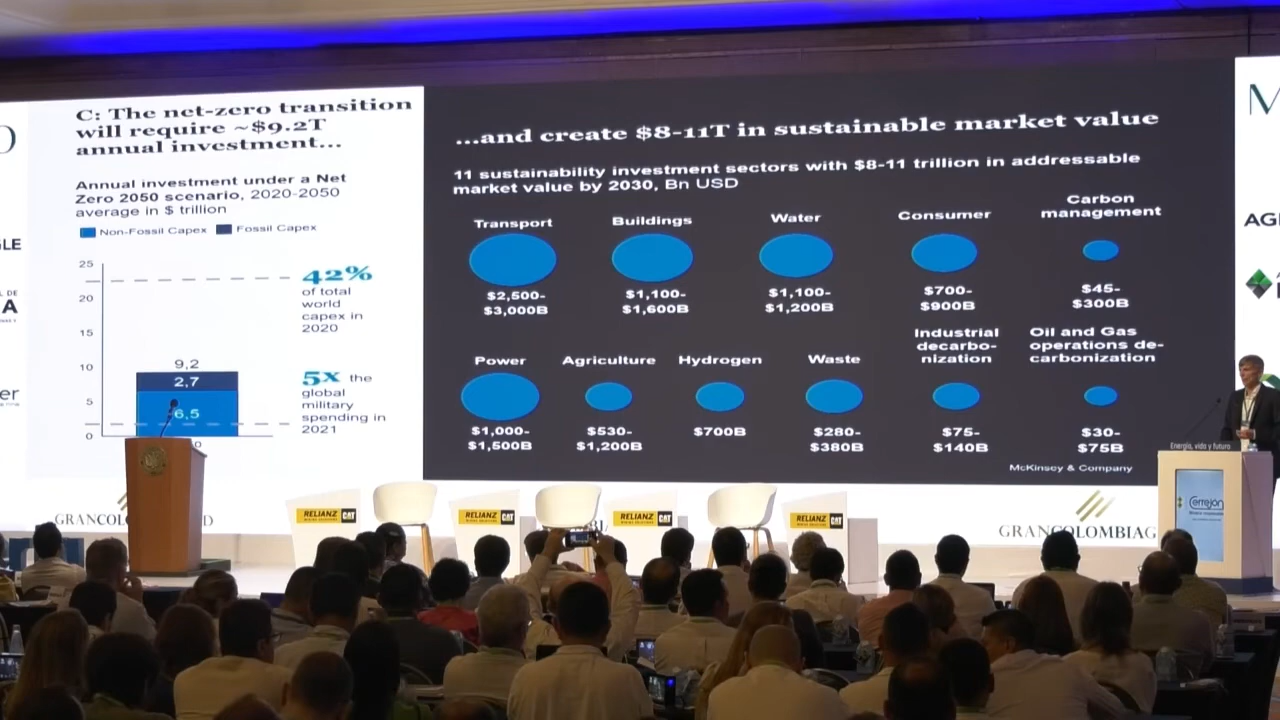 C: The net-zero transition
will require ~$9.2T
annual investment...
Annual investment under a Net
Zero 2050 scenario, 2020-2050
average in $ trillion
Non-Fossil Capex Fossil Capex
25
20
15
10
5
0
9,2
2,7
6,5
42%
of total
world
capex in
2020
5x the
global
military
spending in
2021
...and create $8-11T in sustainable market value
11 sustainability investment sectors with $8-11 trillion in addressable
market value by 2030, Bn USD
Transport
$2,500-
$3,000B
Buildings
$1,100-
$1,600B
Water
$1,100-
$1,200B
Consumer
$700-
$900B
Carbon
management
$45-
$300B
Power
$1,000-
$1,500B
Agriculture
$530-
$1,200B
Hydrogen
$700B
Waste
$280-
$380B
Industrial
decarbo-
nization
$75-
$140B
Oil and Gas
operations de-
carbonization
$30-
$75B
McKinsey & Company
RELIANZ CAT
RELIANZ CAT
RELIANZ CAT
RELIANZ CAT
GRANCOLOMBIAG
Energía, vida y futuro
Cerrejón